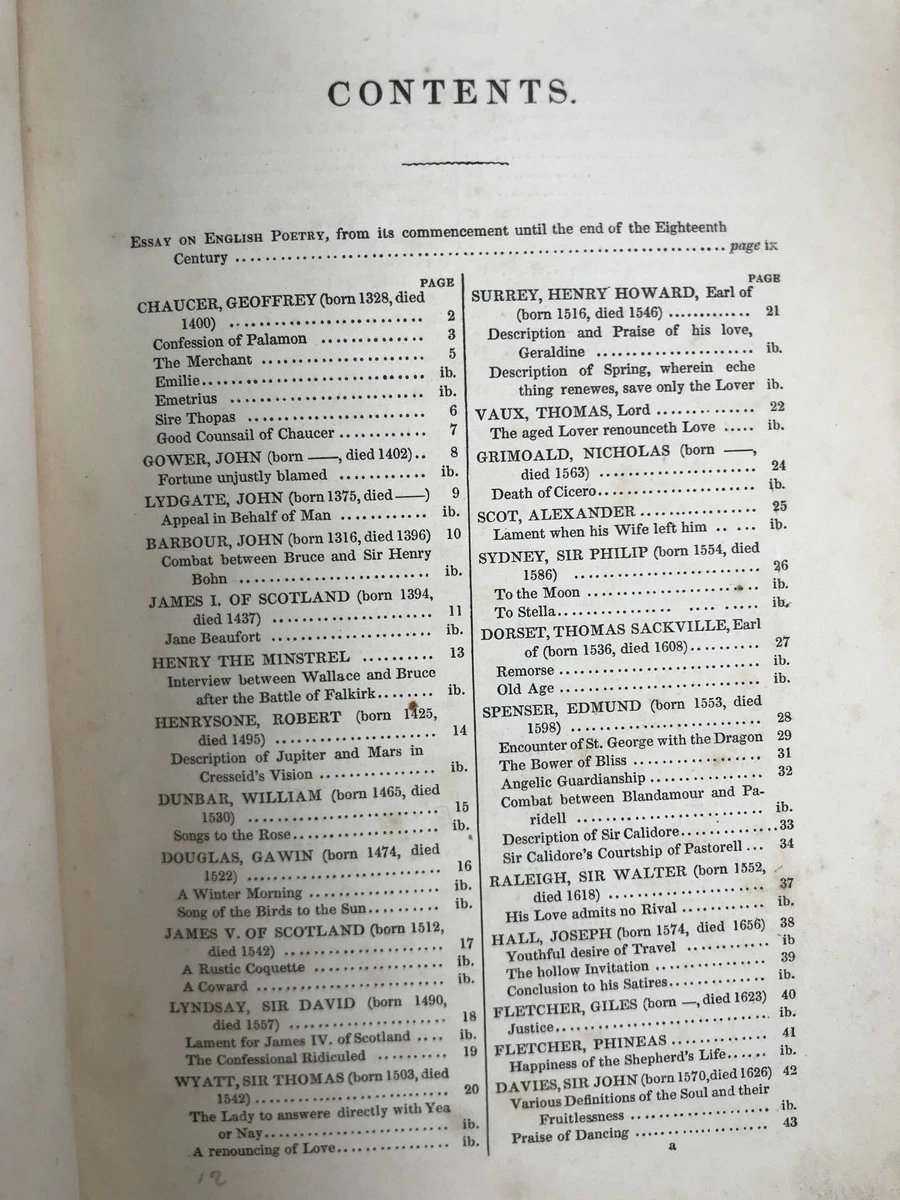 CONTENTS.
ESSAY ON ENGLISH POETRY, from its commencement until the end of the Eighteenth
Century ........ page ix
PAGE
CHAUCER, GEOFFREY (born 1328, died
1400) ........ 2
Confession of Palamon ........ 3
The Merchant ........ 5
Emilie ........ ib.
Emetrius ........ ib.
Sire Thopas ........ 6
Good Counsail of Chaucer ........ 7
GOWER, JOHN (born ——, died 1402).. 8
Fortune unjustly blamed ........ ib.
LYDGATE, JOHN (born 1375, died ——) 9
Appeal in Behalf of Man ........ ib.
BARBOUR, JOHN (born 1316, died 1396) 10
Combat between Bruce and Sir Henry
Bohn ........ ib.
JAMES I. OF SCOTLAND (born 1394,
died 1437) ........ 11
Jane Beaufort ........ ib.
HENRY THE MINSTREL ........ 13
Interview between Wallace and Bruce
after the Battle of Falkirk ........ ib.
HENRYSONE, ROBERT (born 1425,
died 1495) ........ 14
Description of Jupiter and Mars in
Cresseid's Vision ........ ib.
DUNBAR, WILLIAM (born 1465, died
1530) ........ 15
Songs to the Rose ........ ib.
DOUGLAS, GAWIN (born 1474, died
1522) ........ 16
A Winter Morning ........ ib.
Song of the Birds to the Sun ........ ib.
JAMES V. OF SCOTLAND (born 1512,
died 1542) ........ 17
A Rustic Coquette ........ ib.
A Coward ........ ib.
LYNDSAY, SIR DAVID (born 1490,
died 1557) ........ 18
Lament for James IV. of Scotland .... ib.
The Confessional Ridiculed ........ 19
WYATT, SIR THOMAS (born 1503, died
1542) ........ 20
The Lady to answere directly with Yea
or Nay ........ ib.
A renouncing of Love ........ ib.
12
PAGE
SURREY, HENRY HOWARD, Earl of
(born 1516, died 1546) ........ 21
Description and Praise of his love,
Geraldine ........ ib.
Description of Spring, wherein eche
thing renewes, save only the Lover ib.
VAUX, THOMAS, Lord ........ 22
The aged Lover renounceth Love ..... ib.
GRIMOALD, NICHOLAS (born ——,
died 1563) ........ 24
Death of Cicero ........ ib.
SCOT, ALEXANDER ........ 25
Lament when his Wife left him ..... ib.
SYDNEY, SIR PHILIP (born 1554, died
1586) ........ 26
To the Moon ........ ib.
To Stella ........ ib.
DORSET, THOMAS SACKVILLE, Earl
of (born 1536, died 1608) ........ 27
Remorse ........ ib.
Old Age ........ ib.
SPENSER, EDMUND (born 1553, died
1598) ........ 28
Encounter of St. George with the Dragon 29
The Bower of Bliss ........ 31
Angelic Guardianship ........ 32
Combat between Blandamour and Pa-
ridell ........ ib.
Description of Sir Calidore ........ 33
Sir Calidore's Courtship of Pastorell ... 34
RALEIGH, SIR WALTER (born 1552,
died 1618) ........ 37
His Love admits no Rival ........ ib.
HALL, JOSEPH (born 1574, died 1656) 38
Youthful desire of Travel ........ ib
The hollow Invitation ........ 39
Conclusion to his Satires ........ ib.
FLETCHER, GILES (born —, died 1623) 40
Justice ........ ib.
FLETCHER, PHINEAS ........ 41
Happiness of the Shepherd's Life ...... ib.
DAVIES, SIR JOHN (born 1570, died 1626) 42
Various Definitions of the Soul and their
Fruitlessness ........ ib.
Praise of Dancing ........ 43
a